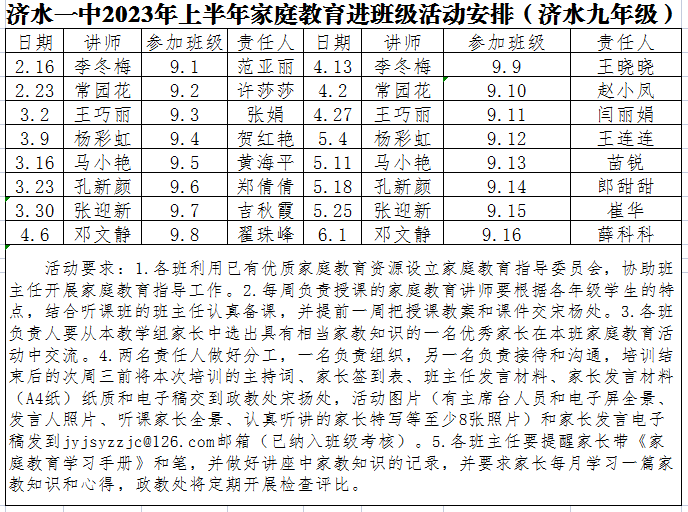 济水一中2023年上半年家庭教育进班级活动安排（济水九年级）
日期 讲师 参加班级 责任人 日期 讲师 参加班级 责任人
2.16 李冬梅 9.1 范亚丽 4.13 李冬梅 9.9 王晓晓
2.23 常园花 9.2 许莎莎 4.2 常园花 9.10 赵小凤
3.2 王巧丽 9.3 张娟 4.27 王巧丽 9.11 闫丽娟
3.9 杨彩虹 9.4 贺红艳 5.4 杨彩虹 9.12 王连连
3.16 马小艳 9.5 黄海平 5.11 马小艳 9.13 苗锐
3.23 孔新颜 9.6 郑倩倩 5.18 孔新颜 9.14 郎甜甜
3.30 张迎新 9.7 吉秋霞 5.25 张迎新 9.15 崔华
4.6 邓文静 9.8 翟珠峰 6.1 邓文静 9.16 薛科科
活动要求：1.各班利用已有优质家庭教育资源设立家庭教育指导委员会，协助班
主任开展家庭教育指导工作。2.每周负责授课的家庭教育讲师要根据各年级学生的特
点，结合听课班的班主任认真备课，并提前一周把授课教案和课件交宋杨处。3.各班
负责人要从本教学组家长中选出具有相当家教知识的一名优秀家长在本班家庭教育活
动中交流。4.两名责任人做好分工，一名负责组织，另一名负责接待和沟通，培训结
束后的次周三前将本次培训的主持词、家长签到表、班主任发言材料、家长发言材料
（A4纸）纸质和电子稿交到政教处宋扬处，活动图片（有主席台人员和电子屏全景、
发言人照片、听课家长全景、认真听讲的家长特写等至少8张照片）和家长发言电子
稿发到jyjsyzzjc@126.com邮箱（已纳入班级考核）。5.各班主任要提醒家长带《家
庭教育学习手册》和笔，并做好讲座中家教知识的记录，并要求家长每月学习一篇家
教知识和心得，政教处将定期开展检查评比。